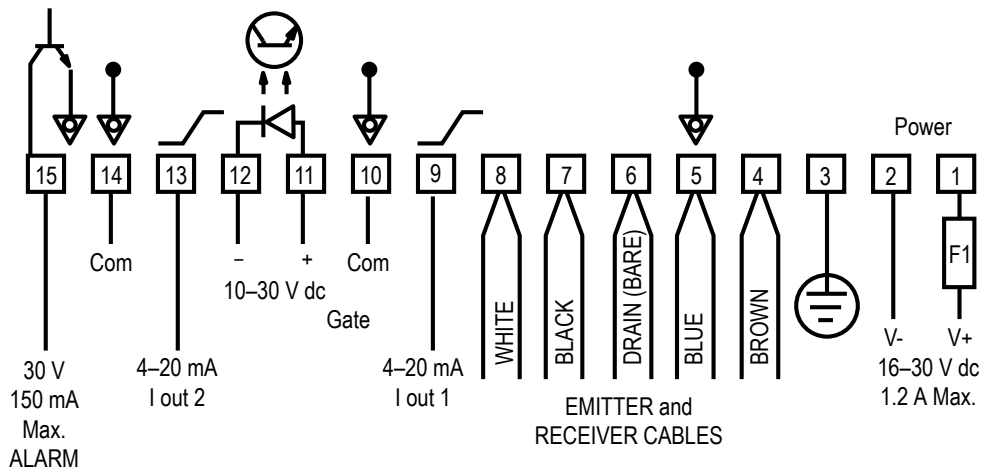 Power
15
14
13
12
11
10
9
8
7
6
5
4
3
2
1
F1
WHITE
BLACK
DRAIN (BARE)
BLUE
BROWN
Com
− +
10–30 V dc
Gate
Com
V- V+
16–30 V dc
1.2 A Max.
30 V
150 mA
Max.
ALARM
4–20 mA
I out 2
4–20 mA
I out 1
EMITTER and
RECEIVER CABLES